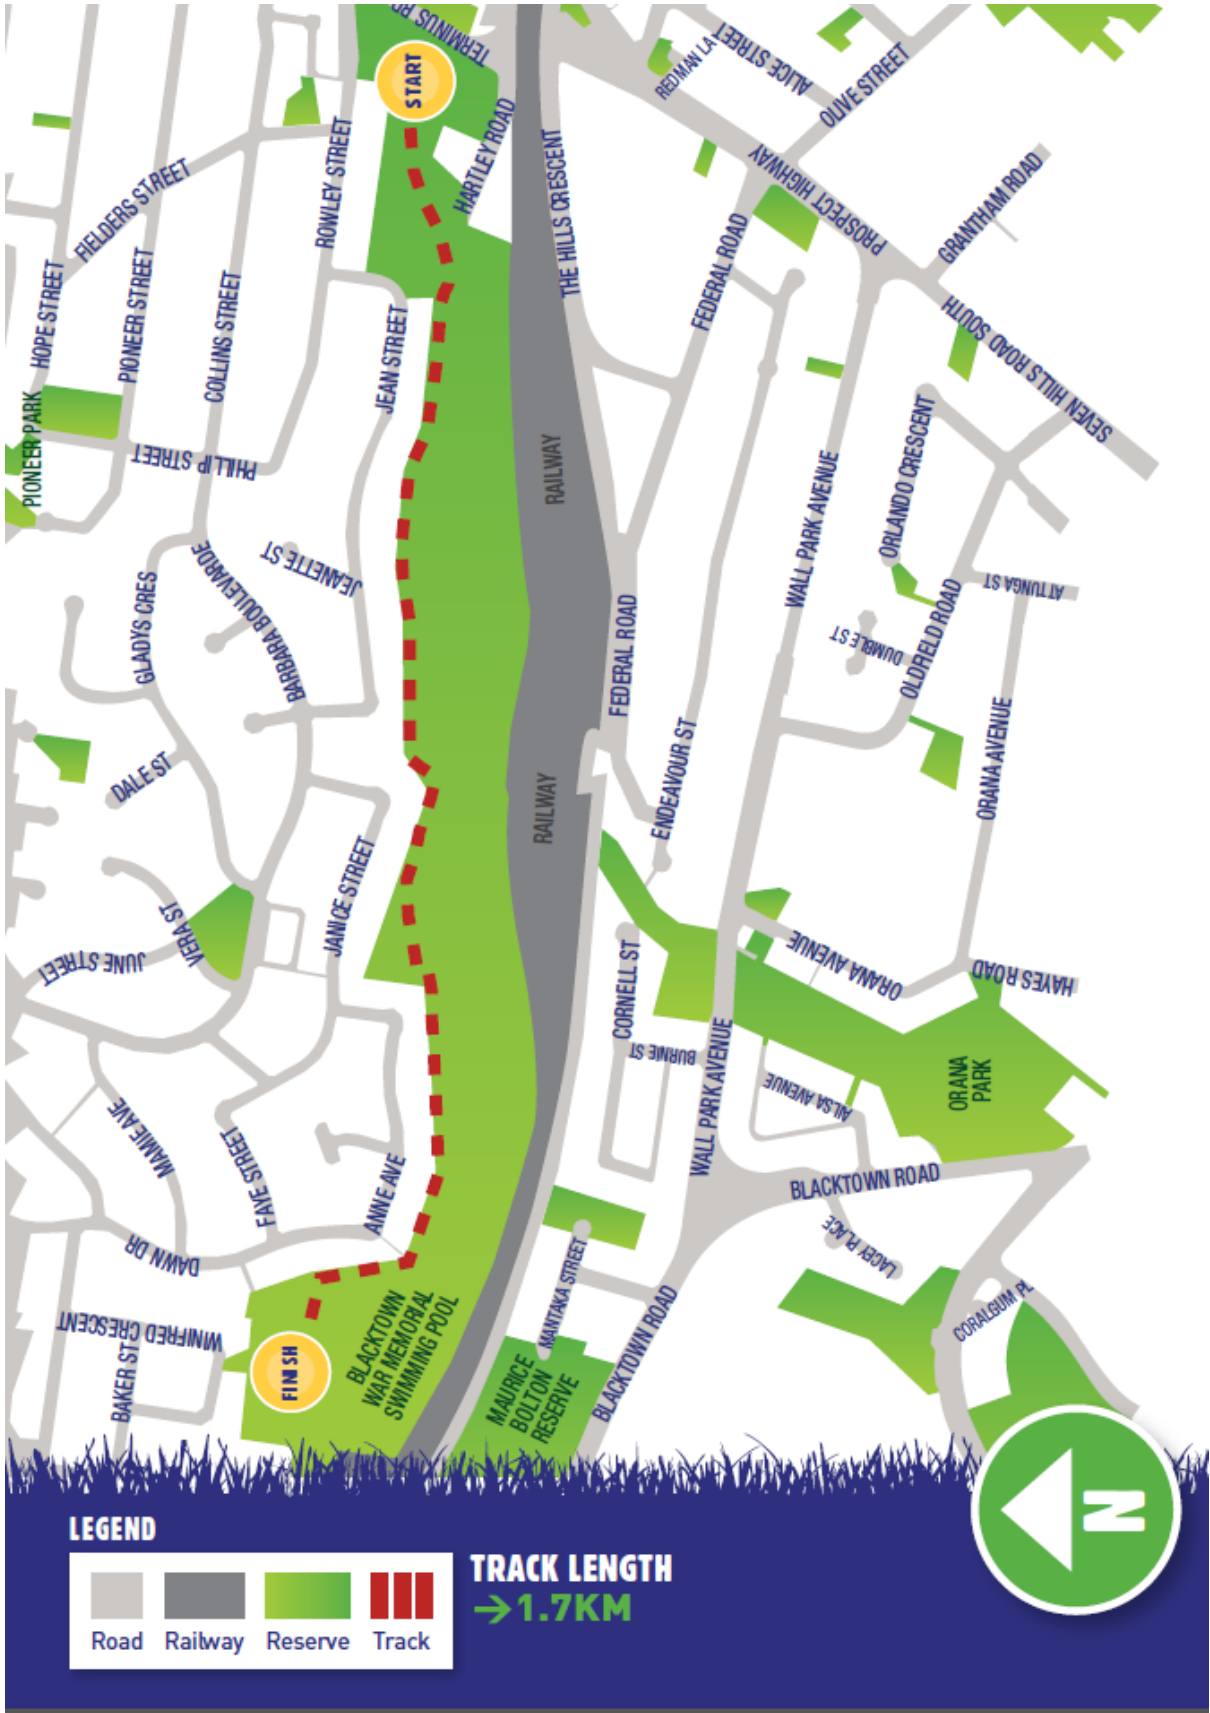 TERMINUS RD
START
REDMAN LA
ALICE STREET
OLIVE STREET
HARTLEY ROAD
THE HILLS CRESCENT
PROSPECT HIGHWAY
GRANTHAM ROAD
FIELDERS STREET
ROWLEY STREET
FEDERAL ROAD
HOPE STREET
PIONEER STREET
COLLINS STREET
JEAN STREET
SEVEN HILLS ROAD SOUTH
PIONEER PARK
PHILLIP STREET
RAILWAY
WALL PARK AVENUE
ORLANDO CRESCENT
JEANETTE ST
BARBARA BOULEVARDE
GLADYS CRES
FEDERAL ROAD
ATTUNGA ST
DUMBLE ST
OLDFIELD ROAD
ORANA AVENUE
DALE ST
RAILWAY
ENDEAVOUR ST
JANICE STREET
VERA ST
JUNE STREET
CORNELL ST
ORANA AVENUE
HAYES ROAD
BURNIE ST
WALL PARK AVENUE
AILSA AVENUE
ORANA
PARK
MAMIE AVE
FAYE STREET
ANNE AVE
BLACKTOWN ROAD
LACEY PLACE
DAWN DR
MANTAKA STREET
BLACKTOWN ROAD
CORALGUM PL
WINIFRED CRESCENT
BAKER ST
FINISH
BLACKTOWN
WAR MEMORIAL
SWIMMING POOL
MAURICE
BOLTON
RESERVE
N
LEGEND
Road Railway Reserve Track
TRACK LENGTH
→1.7KM